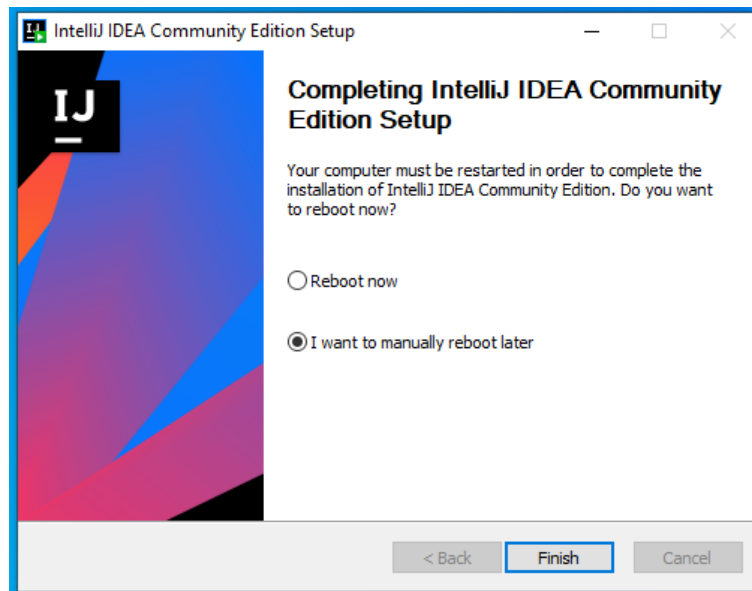 IntelliJ IDEA Community Edition Setup
IJ
Completing IntelliJ IDEA Community
Edition Setup
Your computer must be restarted in order to complete the
installation of IntelliJ IDEA Community Edition. Do you want
to reboot now?
Reboot now
I want to manually reboot later
< Back
Finish
Cancel